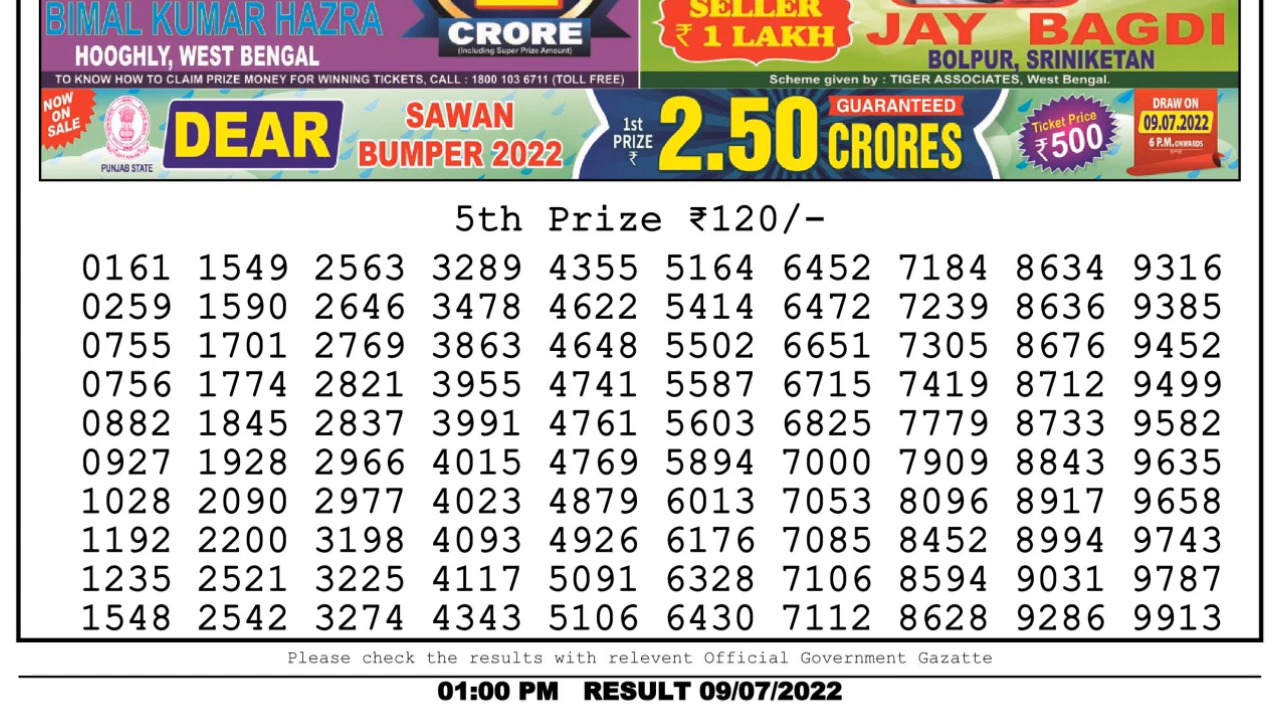 BIMAL KUMAR HAZRA
HOOGHLY, WEST BENGAL
CRORE
(Including Super Prize Amount)
TO KNOW HOW TO CLAIM PRIZE MONEY FOR WINNING TICKETS, CALL : 1800 103 6711 (TOLL FREE)
SELLER
₹ 1 LAKH
JAY BAGDI
BOLPUR, SRINIKETAN
Scheme given by : TIGER ASSOCIATES, West Bengal.
NOW
ON
SALE
PUNJAB STATE
DEAR
SAWAN
BUMPER 2022
1st
PRIZE
₹
2.50
GUARANTEED
CRORES
Ticket Price
₹500
DRAW ON
09.07.2022
6 P.M. ONWARDS
5th Prize ₹120/-
0161 1549 2563 3289 4355 5164 6452 7184 8634 9316
0259 1590 2646 3478 4622 5414 6472 7239 8636 9385
0755 1701 2769 3863 4648 5502 6651 7305 8676 9452
0756 1774 2821 3955 4741 5587 6715 7419 8712 9499
0882 1845 2837 3991 4761 5603 6825 7779 8733 9582
0927 1928 2966 4015 4769 5894 7000 7909 8843 9635
1028 2090 2977 4023 4879 6013 7053 8096 8917 9658
1192 2200 3198 4093 4926 6176 7085 8452 8994 9743
1235 2521 3225 4117 5091 6328 7106 8594 9031 9787
1548 2542 3274 4343 5106 6430 7112 8628 9286 9913
Please check the results with relevent Official Government Gazatte
01:00 PM RESULT 09/07/2022